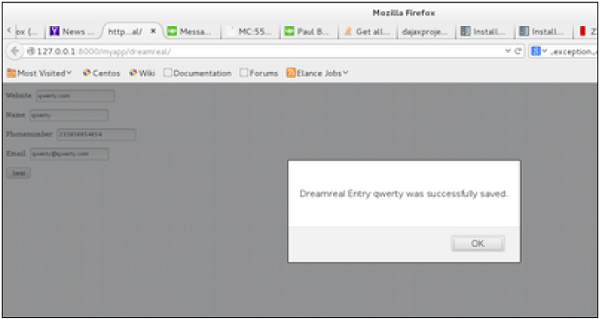 Mozilla Firefox
ox (... News ... http...al/ × Messa... MC:55... Paul B... Get all... dajaxproje... Install... Install...
127.0.0.1:8000/myapp/dreamreal/
Most Visited Centos Wiki Documentation Forums Elance Jobs
Website qwerty.com
Name qwerty
Phonenumber
Email qwerty@qwerty.com
Send
Dreamreal Entry qwerty was successfully saved.
OK